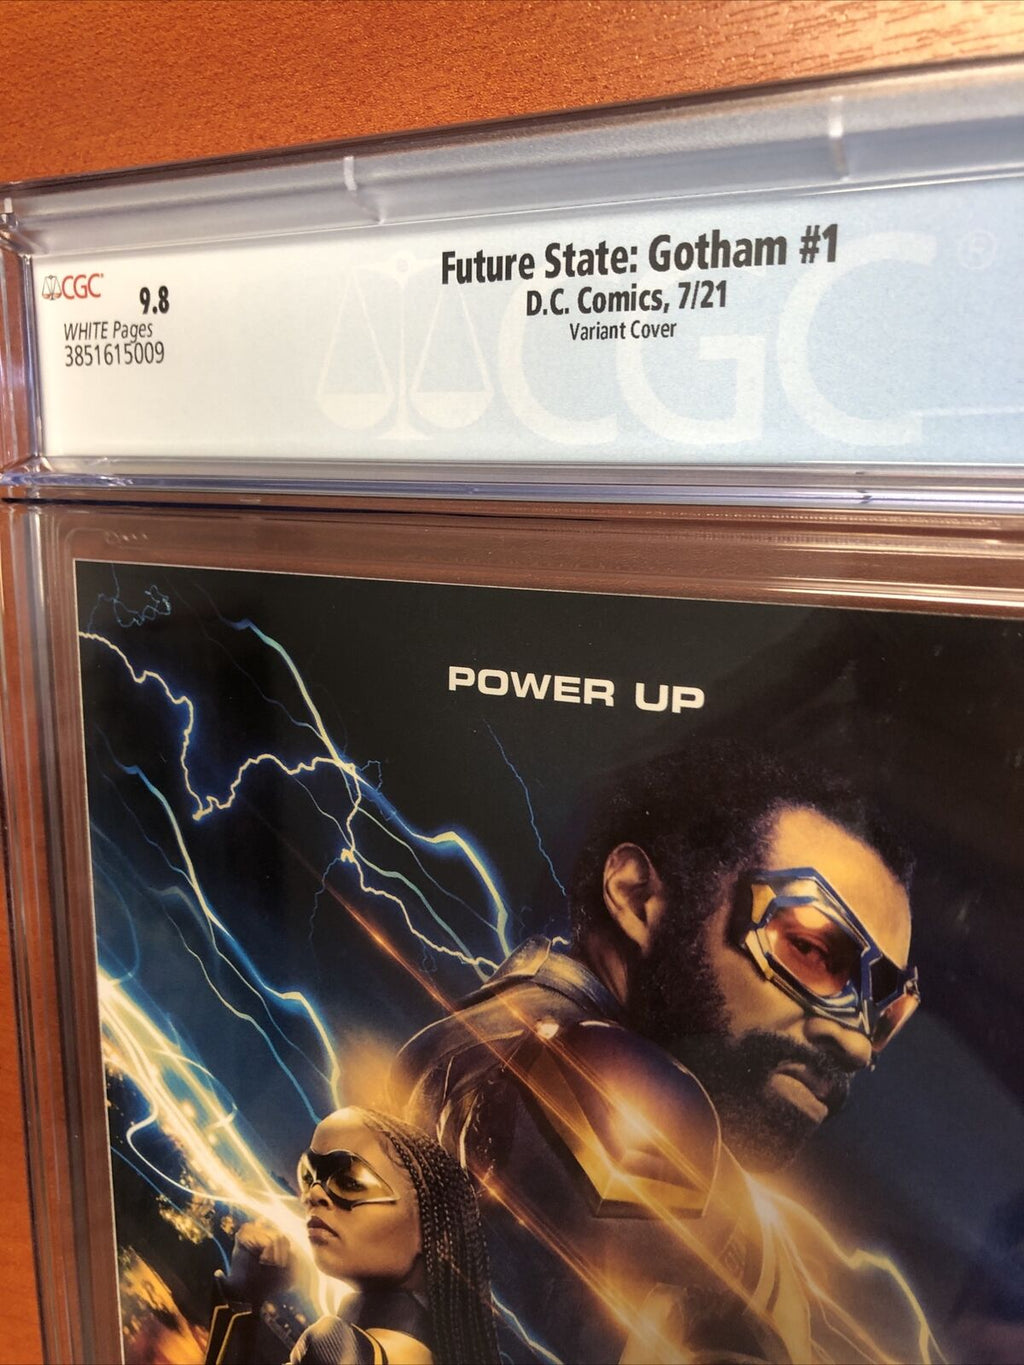 CGC
9.8
WHITE Pages
3851615009
Future State: Gotham #1
D.C. Comics, 7/21
Variant Cover
CGC ®
POWER UP